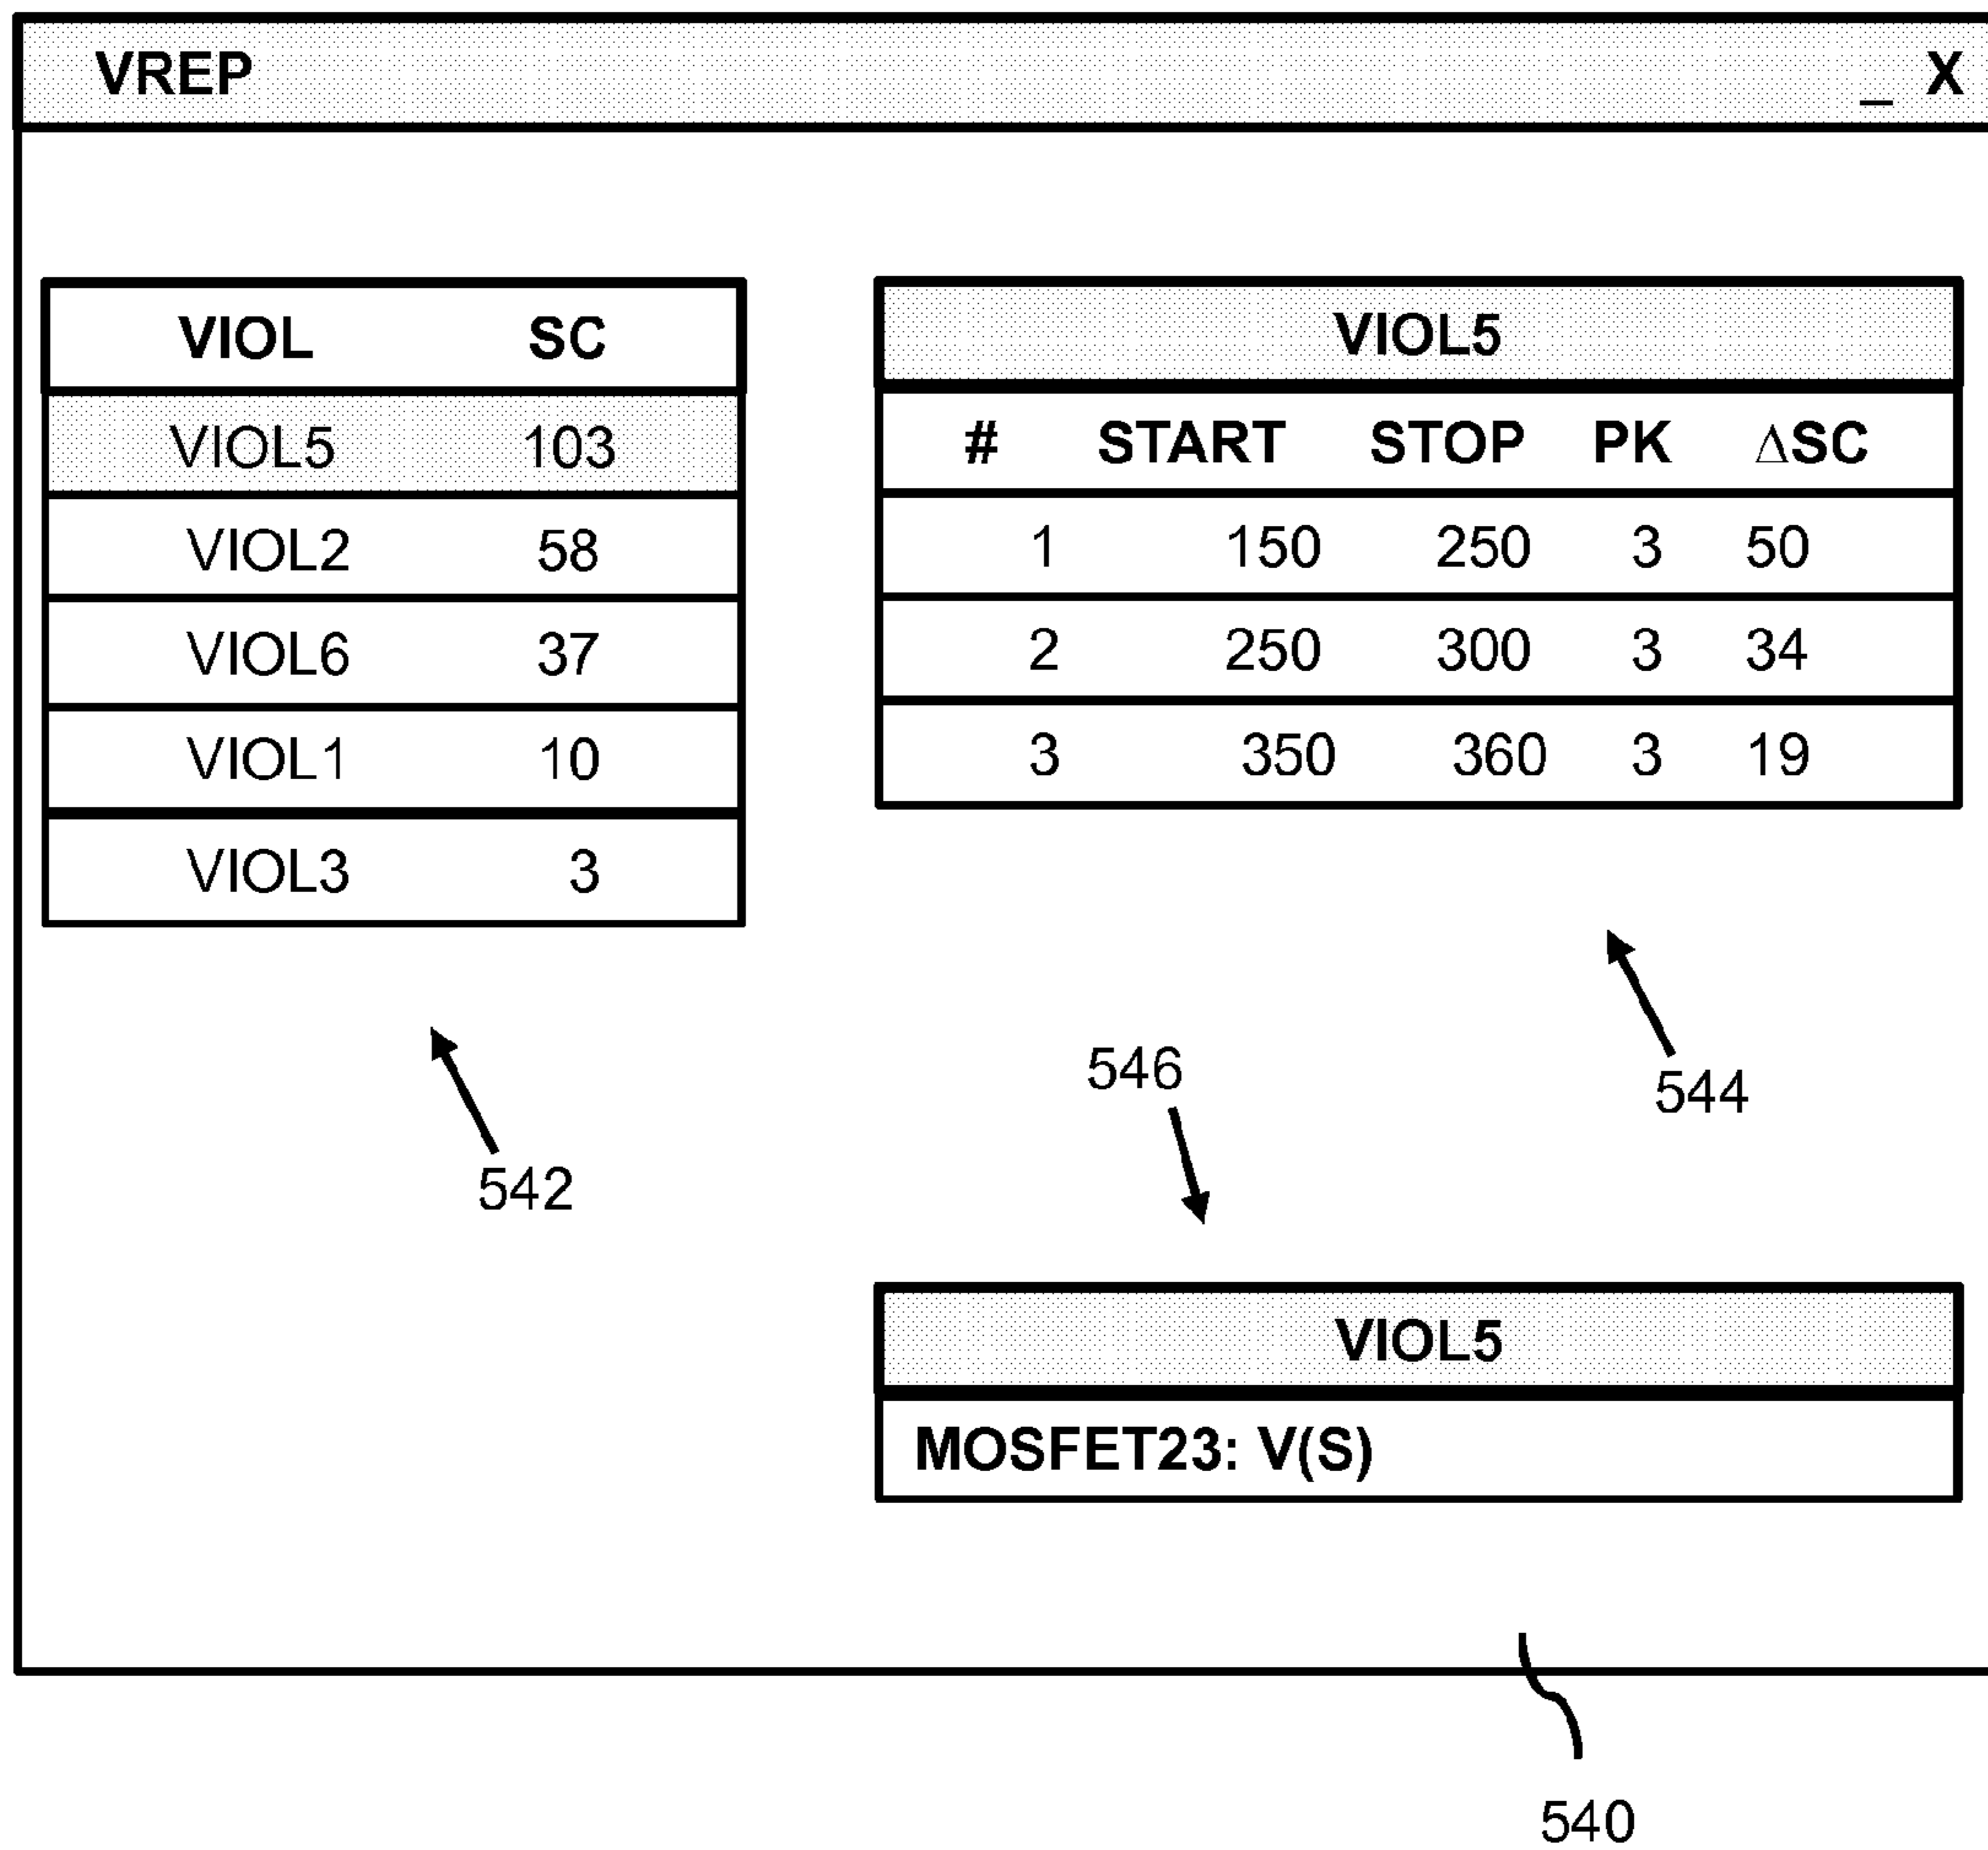 VREP _ X
VIOL SC
VIOL5 103
VIOL2 58
VIOL6 37
VIOL1 10
VIOL3 3
542
VIOL5
# START STOP PK ΔSC
1 150 250 3 50
2 250 300 3 34
3 350 360 3 19
544
546
VIOL5
MOSFET23: V(S)
540